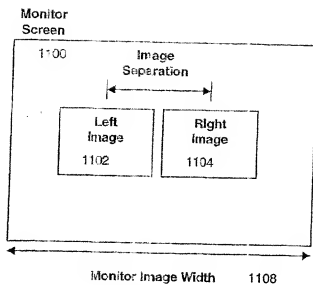 Monitor
Screen
1100
Image
Separation
Left
Image
1102
Right
Image
1104
Monitor Image Width 1108